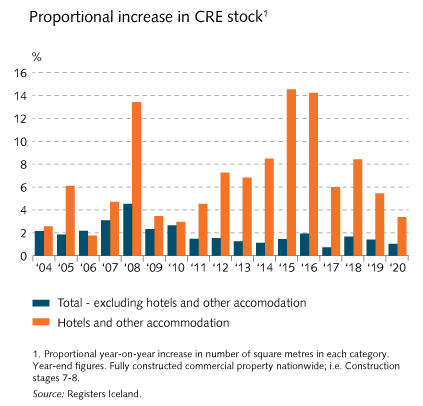 Proportional increase in CRE stock¹
%
16
14
12
10
8
6
4
2
0
'04 '05 '06 '07 '08 '09 '10 '11 '12 '13 '14 '15 '16 '17 '18 '19 '20
Total - excluding hotels and other accomodation
Hotels and other accommodation
1. Proportional year-on-year increase in number of square metres in each category.
Year-end figures. Fully constructed commercial property nationwide; i.e. Construction
stages 7-8.
Source: Registers Iceland.